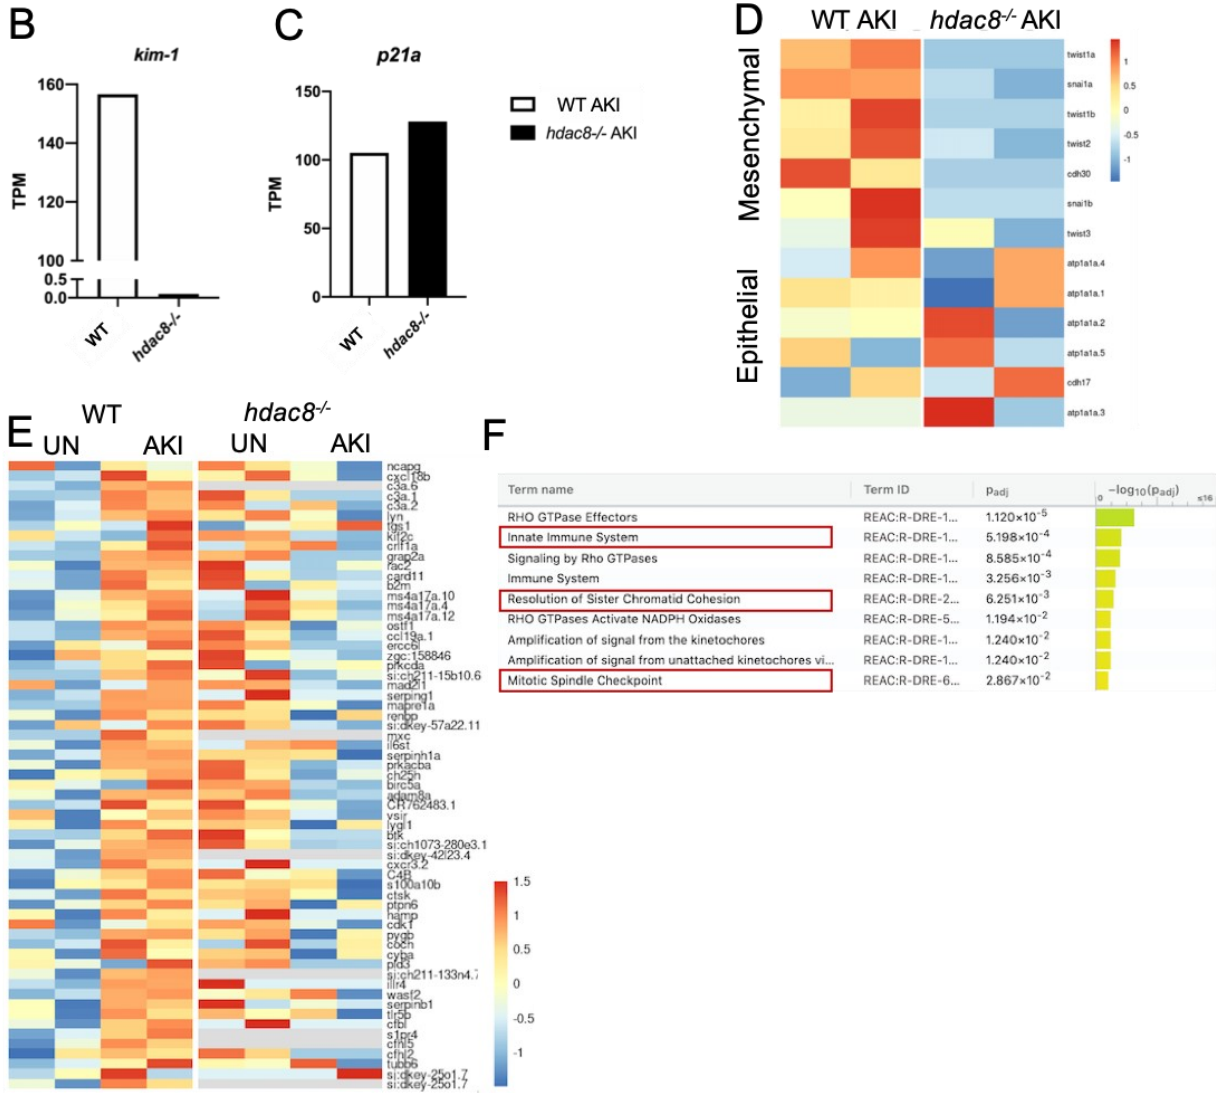 B
kim-1
TPM
160
140
120
100
0.5
0.0
WT
hdac8-/-
C
p21a
TPM
150
100
50
0
WT
hdac8-/-
WT AKI
hdac8-/- AKI
D
WT AKI
hdac8-/- AKI
Mesenchymal
Epithelial
twist1a
snai1a
twist1b
twist2
cdh30
snai1b
twist3
atp1a1a.4
atp1a1a.1
atp1a1a.2
atp1a1a.5
cdh17
atp1a1a.3
1
0.5
0
-0.5
-1
E
WT
hdac8-/-
UN
AKI
UN
AKI
ncapg
cxcl18b
c3a.6
c3a.1
c3a.2
lyn
rgs1
kif2c
crlf1a
grap2a
rac2
card11
b2m
ms4a17a.10
ms4a17a.4
ms4a17a.12
ostf1
ccl19a.1
ercc6l
zgc:158846
prkcda
si:ch211-15b10.6
mad2l1
serping1
mapre1a
renbp
si:dkey-57a22.11
mxc
il6st
serpinh1a
prkacba
ch25h
birc5a
adam8a
CR762483.1
vsir
lygl1
btk
si:ch1073-280e3.1
si:dkey-42l23.4
cxcr3.2
C4B
s100a10b
ctsk
ptpn6
hamp
cdk1
pygb
coch
cyba
pld3
si:ch211-133n4.7
illr4
wasf2
serpinb1
tlr5b
cfbl
s1pr4
cfhl5
cfhl2
tubb6
si:dkey-25o1.7
si:dkey-25o1.7
1.5
1
0.5
0
-0.5
-1
F
Term name Term ID padj -log10(padj)
0 ≤16
RHO GTPase Effectors REAC:R-DRE-1... 1.120×10-5
Innate Immune System REAC:R-DRE-1... 5.198×10-4
Signaling by Rho GTPases REAC:R-DRE-1... 8.585×10-4
Immune System REAC:R-DRE-1... 3.256×10-3
Resolution of Sister Chromatid Cohesion REAC:R-DRE-2... 6.251×10-3
RHO GTPases Activate NADPH Oxidases REAC:R-DRE-5... 1.194×10-2
Amplification of signal from the kinetochores REAC:R-DRE-1... 1.240×10-2
Amplification of signal from unattached kinetochores vi... REAC:R-DRE-1... 1.240×10-2
Mitotic Spindle Checkpoint REAC:R-DRE-6... 2.867×10-2